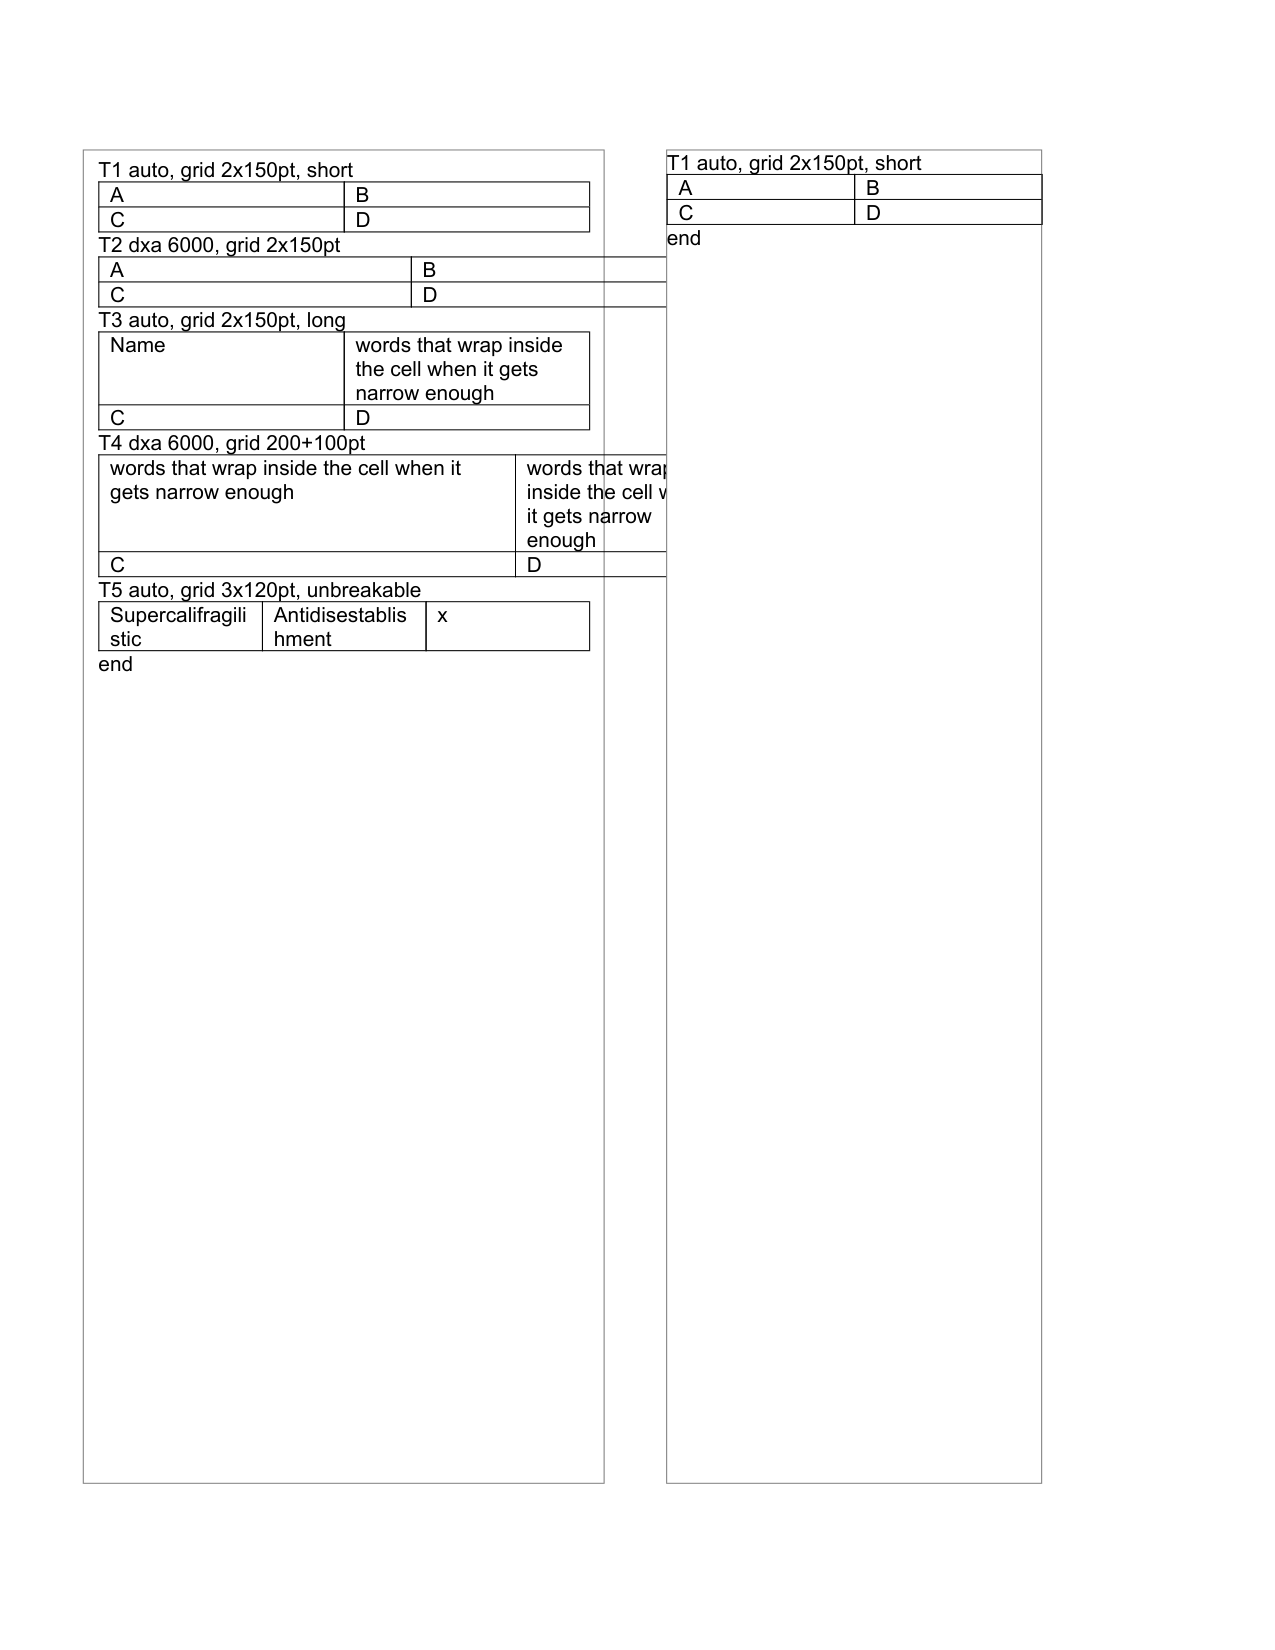 T1 auto, grid 2x150pt, short
A B
C D
T2 dxa 6000, grid 2x150pt
A B
C D
T3 auto, grid 2x150pt, long
Name words that wrap inside
the cell when it gets
narrow enough
C D
T4 dxa 6000, grid 200+100pt
words that wrap inside the cell when it
gets narrow enough
words that wrap
inside the cell
it gets narrow
enough
C D
T5 auto, grid 3x120pt, unbreakable
Supercalifragili
stic
Antidisestablis
hment
x
end
T1 auto, grid 2x150pt, short
A B
C D
end